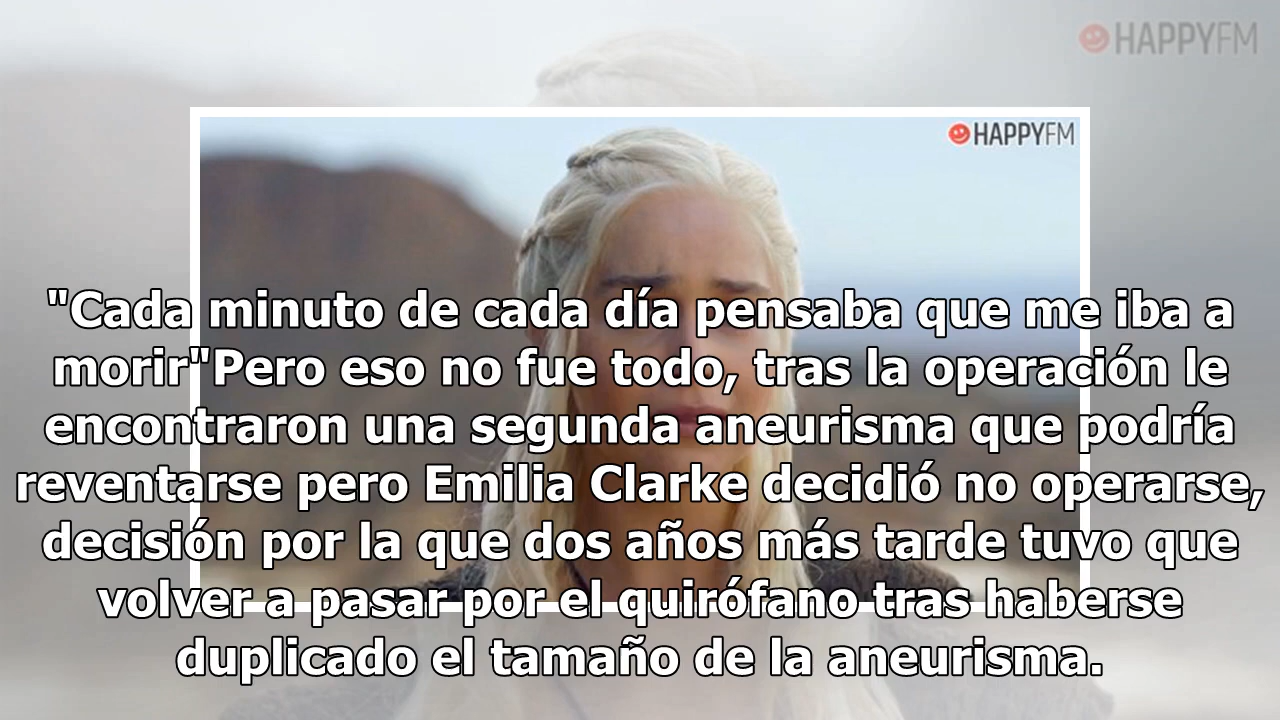 HAPPYFM
HAPPYFM
"Cada minuto de cada día pensaba que me iba a
morir"Pero eso no fue todo, tras la operación le
encontraron una segunda aneurisma que podría
reventarse pero Emilia Clarke decidió no operarse,
decisión por la que dos años más tarde tuvo que
volver a pasar por el quirófano tras haberse
duplicado el tamaño de la aneurisma.